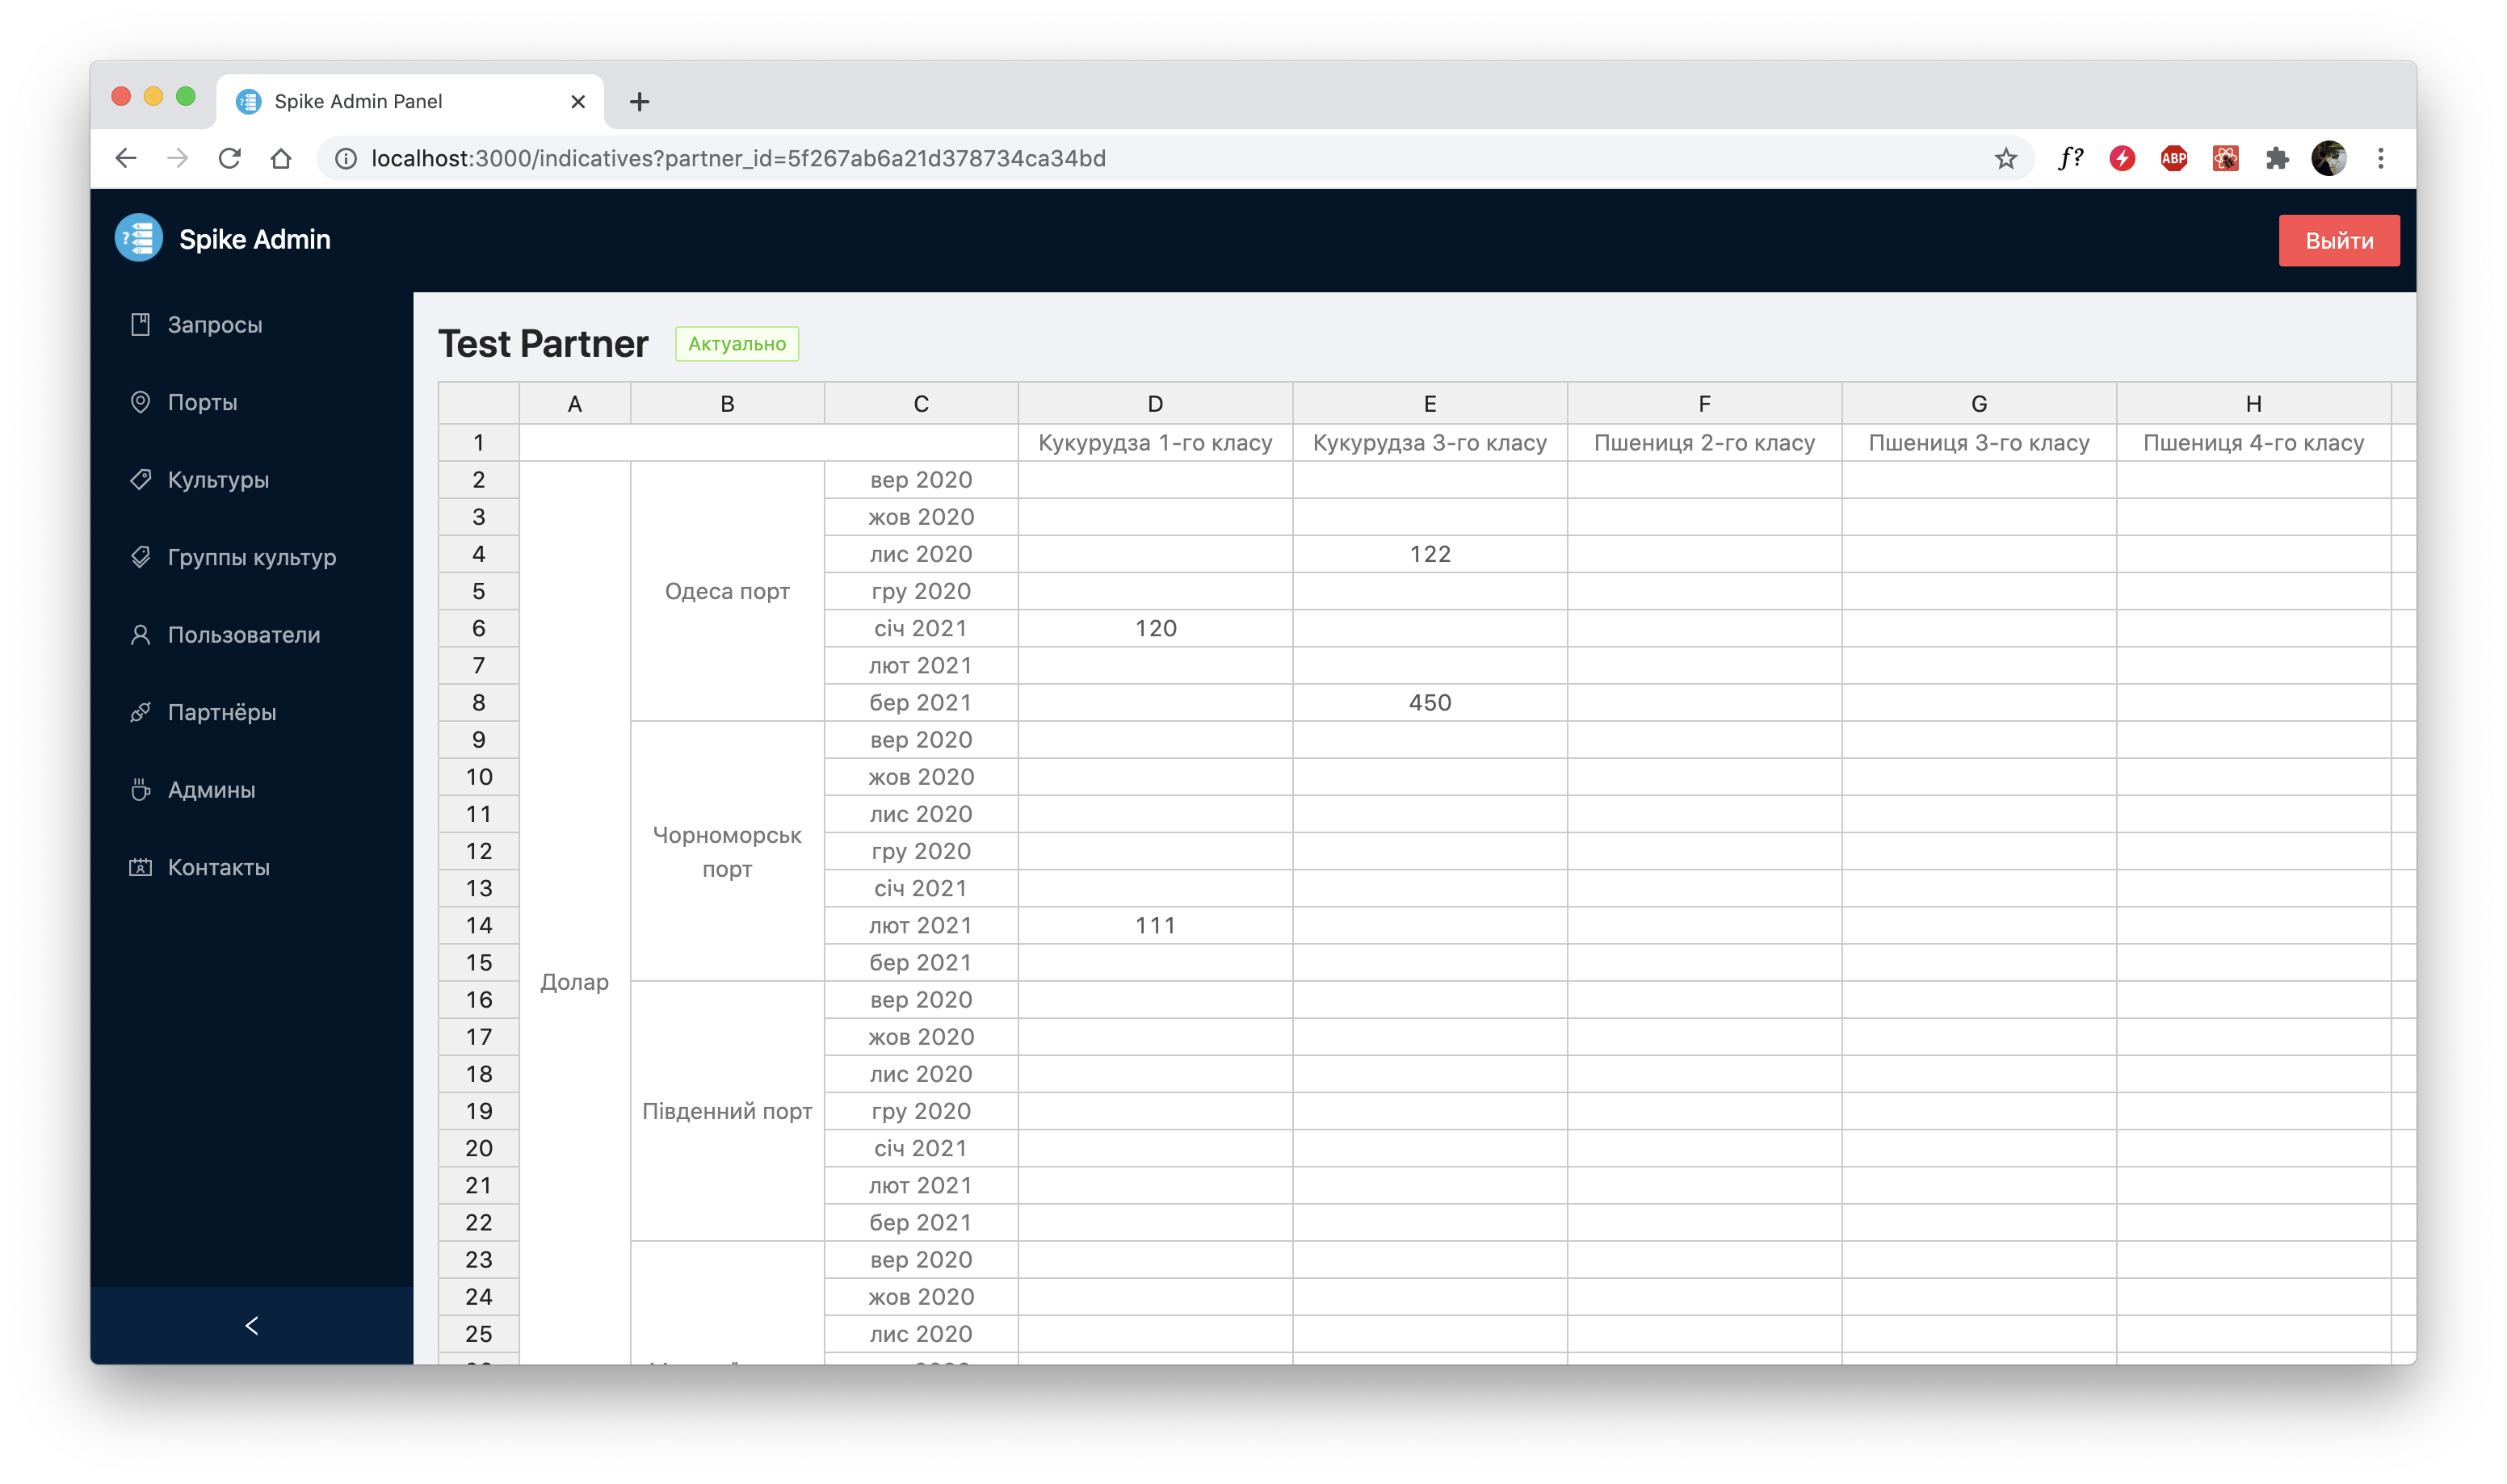 Spike Admin Panel
localhost:3000/indicatives?partner_id=5f267ab6a21d378734ca34bd
f?
ABP
Spike Admin
Выйти
Запросы
Порты
Культуры
Группы культур
Пользователи
Партнёры
Админы
Контакты
Test Partner Актуально
A B C D E F G H
1 Кукурудза 1-го класу Кукурудза 3-го класу Пшениця 2-го класу Пшениця 3-го класу Пшениця 4-го класу
2 вер 2020
3 жов 2020
4 лис 2020 122
5 Одеса порт гру 2020
6 січ 2021 120
7 лют 2021
8 бер 2021 450
9 вер 2020
10 жов 2020
11 лис 2020
Чорноморськ
12 гру 2020
порт
13 січ 2021
14 лют 2021 111
15 бер 2021
Долар
16 вер 2020
17 жов 2020
18 лис 2020
19 Південний порт гру 2020
20 січ 2021
21 лют 2021
22 бер 2021
23 вер 2020
24 жов 2020
25 лис 2020